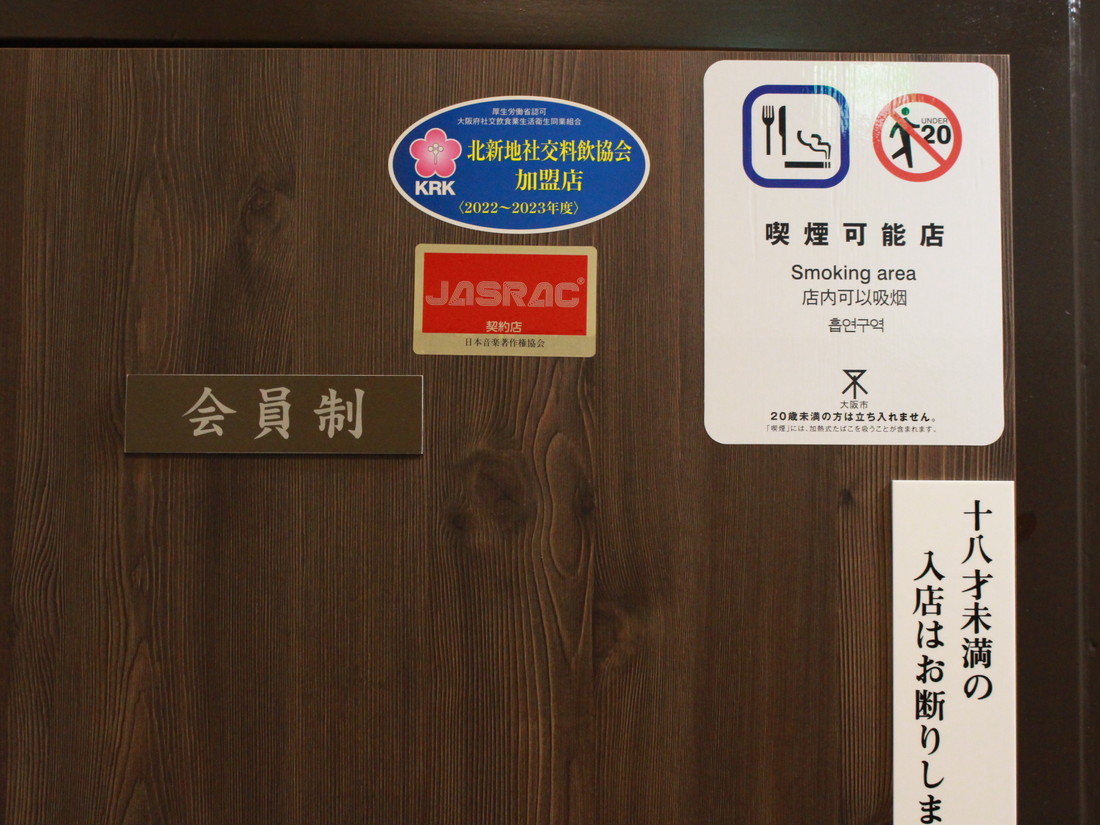 厚生労働省認可
大阪府社交飲食業生活衛生同業組合
北新地社交料飲協会
加盟店
KRK
〈2022～2023年度〉
JASRAC®
契約店
日本音楽著作権協会
会員制
UNDER
20
喫煙可能店
Smoking area
店内可以吸烟
흡연구역
大阪市
20歳未満の方は立ち入れません。
「喫煙」には、加熱式たばこを吸うことが含まれます。
十八才未満の
入店はお断りしま